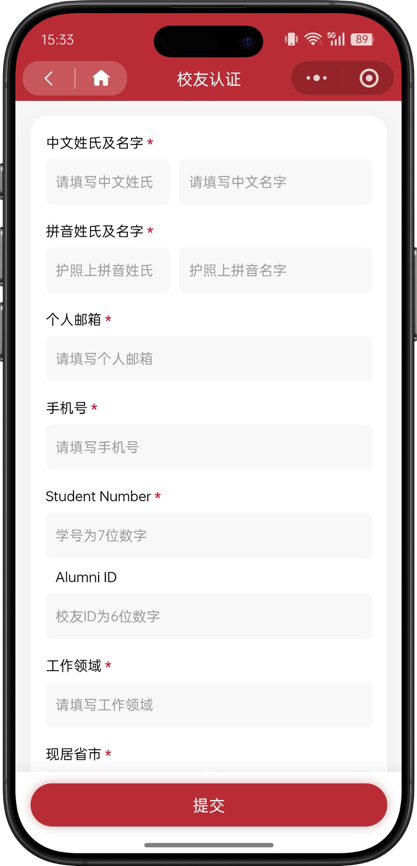 15:33
5G
89
校友认证
中文姓氏及名字 *
请填写中文姓氏 请填写中文名字
拼音姓氏及名字 *
护照上拼音姓氏 护照上拼音名字
个人邮箱 *
请填写个人邮箱
手机号 *
请填写手机号
Student Number *
学号为7位数字
Alumni ID
校友ID为6位数字
工作领域 *
请填写工作领域
现居省市 *
提交